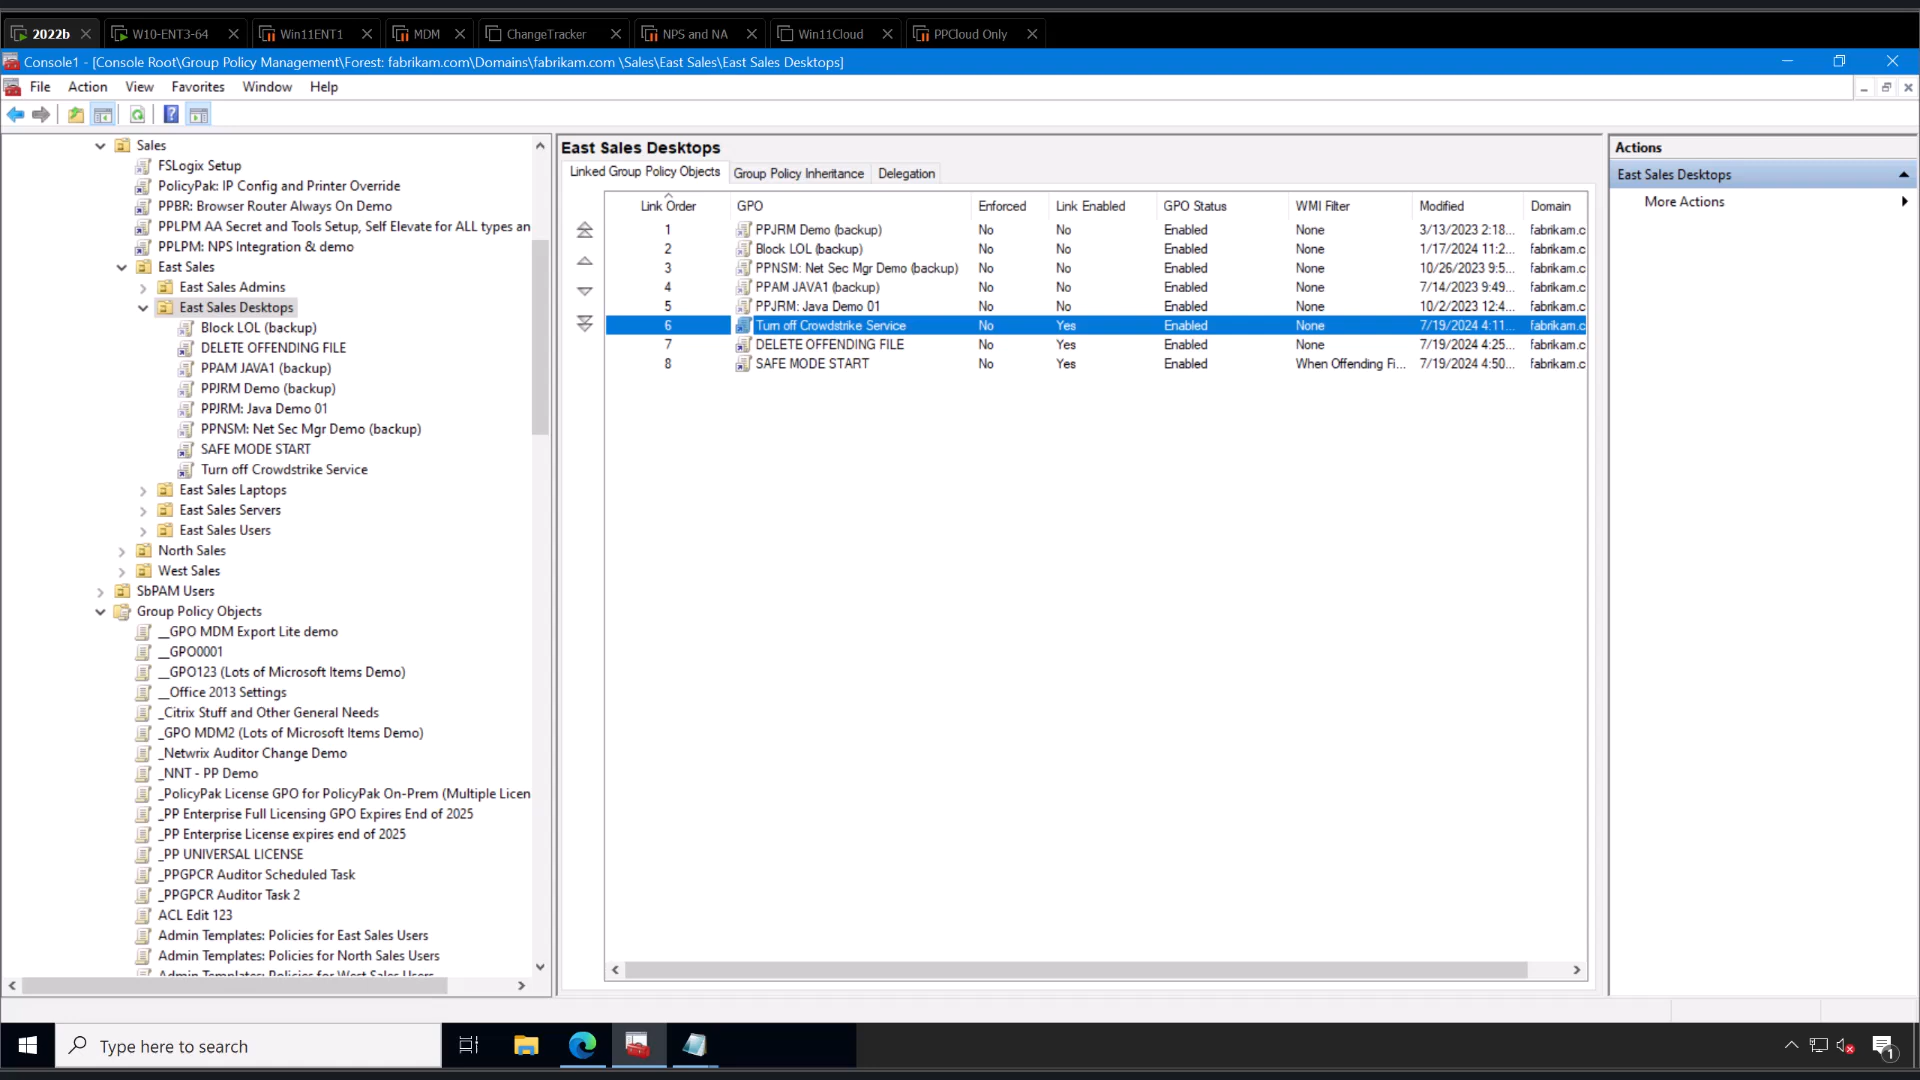 2022b
W10-ENT3-64
Win11ENT1
MDM
ChangeTracker
NPS and NA
Win11Cloud
PPCloud Only
Console1 - [Console Root\Group Policy Management\Forest: fabrikam.com\Domains\fabrikam.com \Sales\East Sales\East Sales Desktops]
File Action View Favorites Window Help
Sales
FSLogix Setup
PolicyPak: IP Config and Printer Override
PPBR: Browser Router Always On Demo
PPLPM AA Secret and Tools Setup, Self Elevate for ALL types an
PPLPM: NPS Integration & demo
East Sales
East Sales Admins
East Sales Desktops
Block LOL (backup)
DELETE OFFENDING FILE
PPAM JAVA1 (backup)
PPJRM Demo (backup)
PPJRM: Java Demo 01
PPNSM: Net Sec Mgr Demo (backup)
SAFE MODE START
Turn off Crowdstrike Service
East Sales Laptops
East Sales Servers
East Sales Users
North Sales
West Sales
SbPAM Users
Group Policy Objects
__GPO MDM Export Lite demo
__GPO0001
__GPO123 (Lots of Microsoft Items Demo)
__Office 2013 Settings
_Citrix Stuff and Other General Needs
_GPO MDM2 (Lots of Microsoft Items Demo)
_Netwrix Auditor Change Demo
_NNT - PP Demo
_PolicyPak License GPO for PolicyPak On-Prem (Multiple Licen
_PP Enterprise Full Licensing GPO Expires End of 2025
_PP Enterprise License expires end of 2025
_PP UNIVERSAL LICENSE
_PPGPCR Auditor Scheduled Task
_PPGPCR Auditor Task 2
ACL Edit 123
Admin Templates: Policies for East Sales Users
Admin Templates: Policies for North Sales Users
Admin Templates: Policies for West Sales Users
East Sales Desktops
Linked Group Policy Objects Group Policy Inheritance Delegation
Link Order GPO Enforced Link Enabled GPO Status WMI Filter Modified Domain
1 PPJRM Demo (backup) No No Enabled None 3/13/2023 2:18... fabrikam.c
2 Block LOL (backup) No No Enabled None 1/17/2024 11:2... fabrikam.c
3 PPNSM: Net Sec Mgr Demo (backup) No No Enabled None 10/26/2023 9:5... fabrikam.c
4 PPAM JAVA1 (backup) No No Enabled None 7/14/2023 9:49... fabrikam.c
5 PPJRM: Java Demo 01 No No Enabled None 10/2/2023 12:4... fabrikam.c
6 Turn off Crowdstrike Service No Yes Enabled None 7/19/2024 4:11... fabrikam.c
7 DELETE OFFENDING FILE No Yes Enabled None 7/19/2024 4:25... fabrikam.c
8 SAFE MODE START No Yes Enabled When Offending Fi... 7/19/2024 4:50... fabrikam.c
Actions
East Sales Desktops
More Actions
Type here to search
1